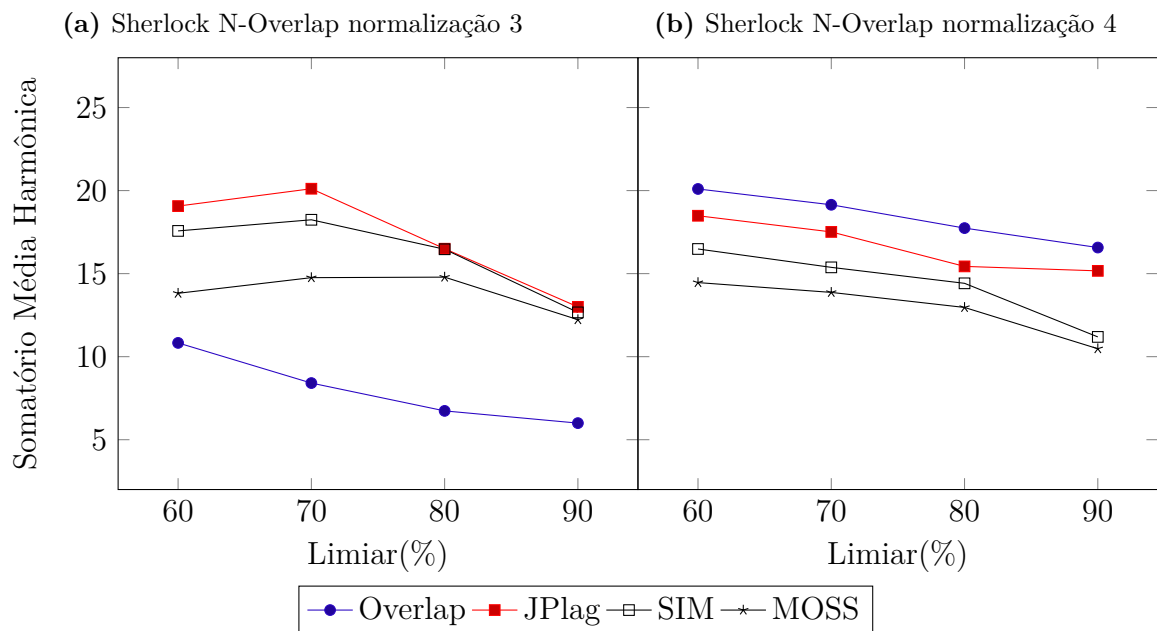 (a) Sherlock N-Overlap normalização 3
(b) Sherlock N-Overlap normalização 4
Somatório Média Harmônica
25
20
15
10
5
60 70 80 90
60 70 80 90
Limiar(%)
Limiar(%)
Overlap JPlag SIM MOSS